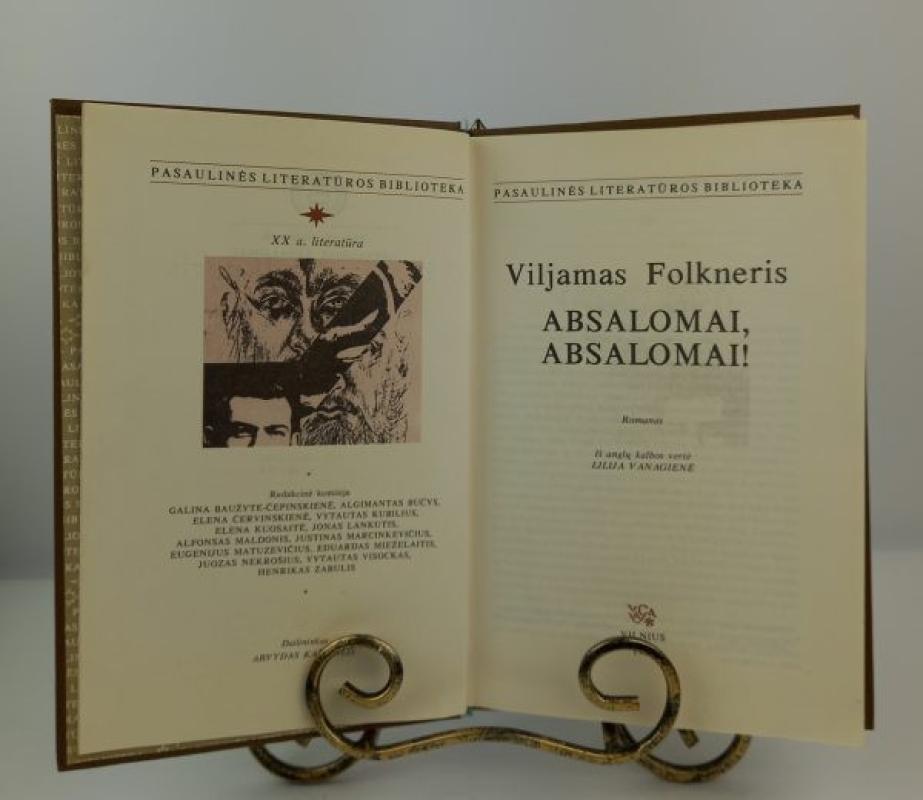 PASAULINĖS LITERATŪROS BIBLIOTEKA
XX a. literatūra
Redakcinė komisija
GALINA BAUŽYTĖ-ČEPINSKIENĖ, ALGIMANTAS BUČYS,
ELENA ČERVINSKIENĖ, VYTAUTAS KUBILIUS,
ELENA KUOSAITĖ, JONAS LANKUTIS,
ALFONSAS MALDONIS, JUSTINAS MARCINKEVIČIUS,
EUGENIJUS MATUZEVIČIUS, EDUARDAS MIEŽELAITIS,
JUOZAS NEKROŠIUS, VYTAUTAS VISOCKAS,
HENRIKAS ZABULIS
Dailininkas
ARVYDAS
PASAULINĖS LITERATŪROS BIBLIOTEKA
Viljamas Folkneris
ABSALOMAI,
ABSALOMAI!
Romanas
Iš anglų kalbos vertė
LILIJA VANAGIENĖ
VILNIUS